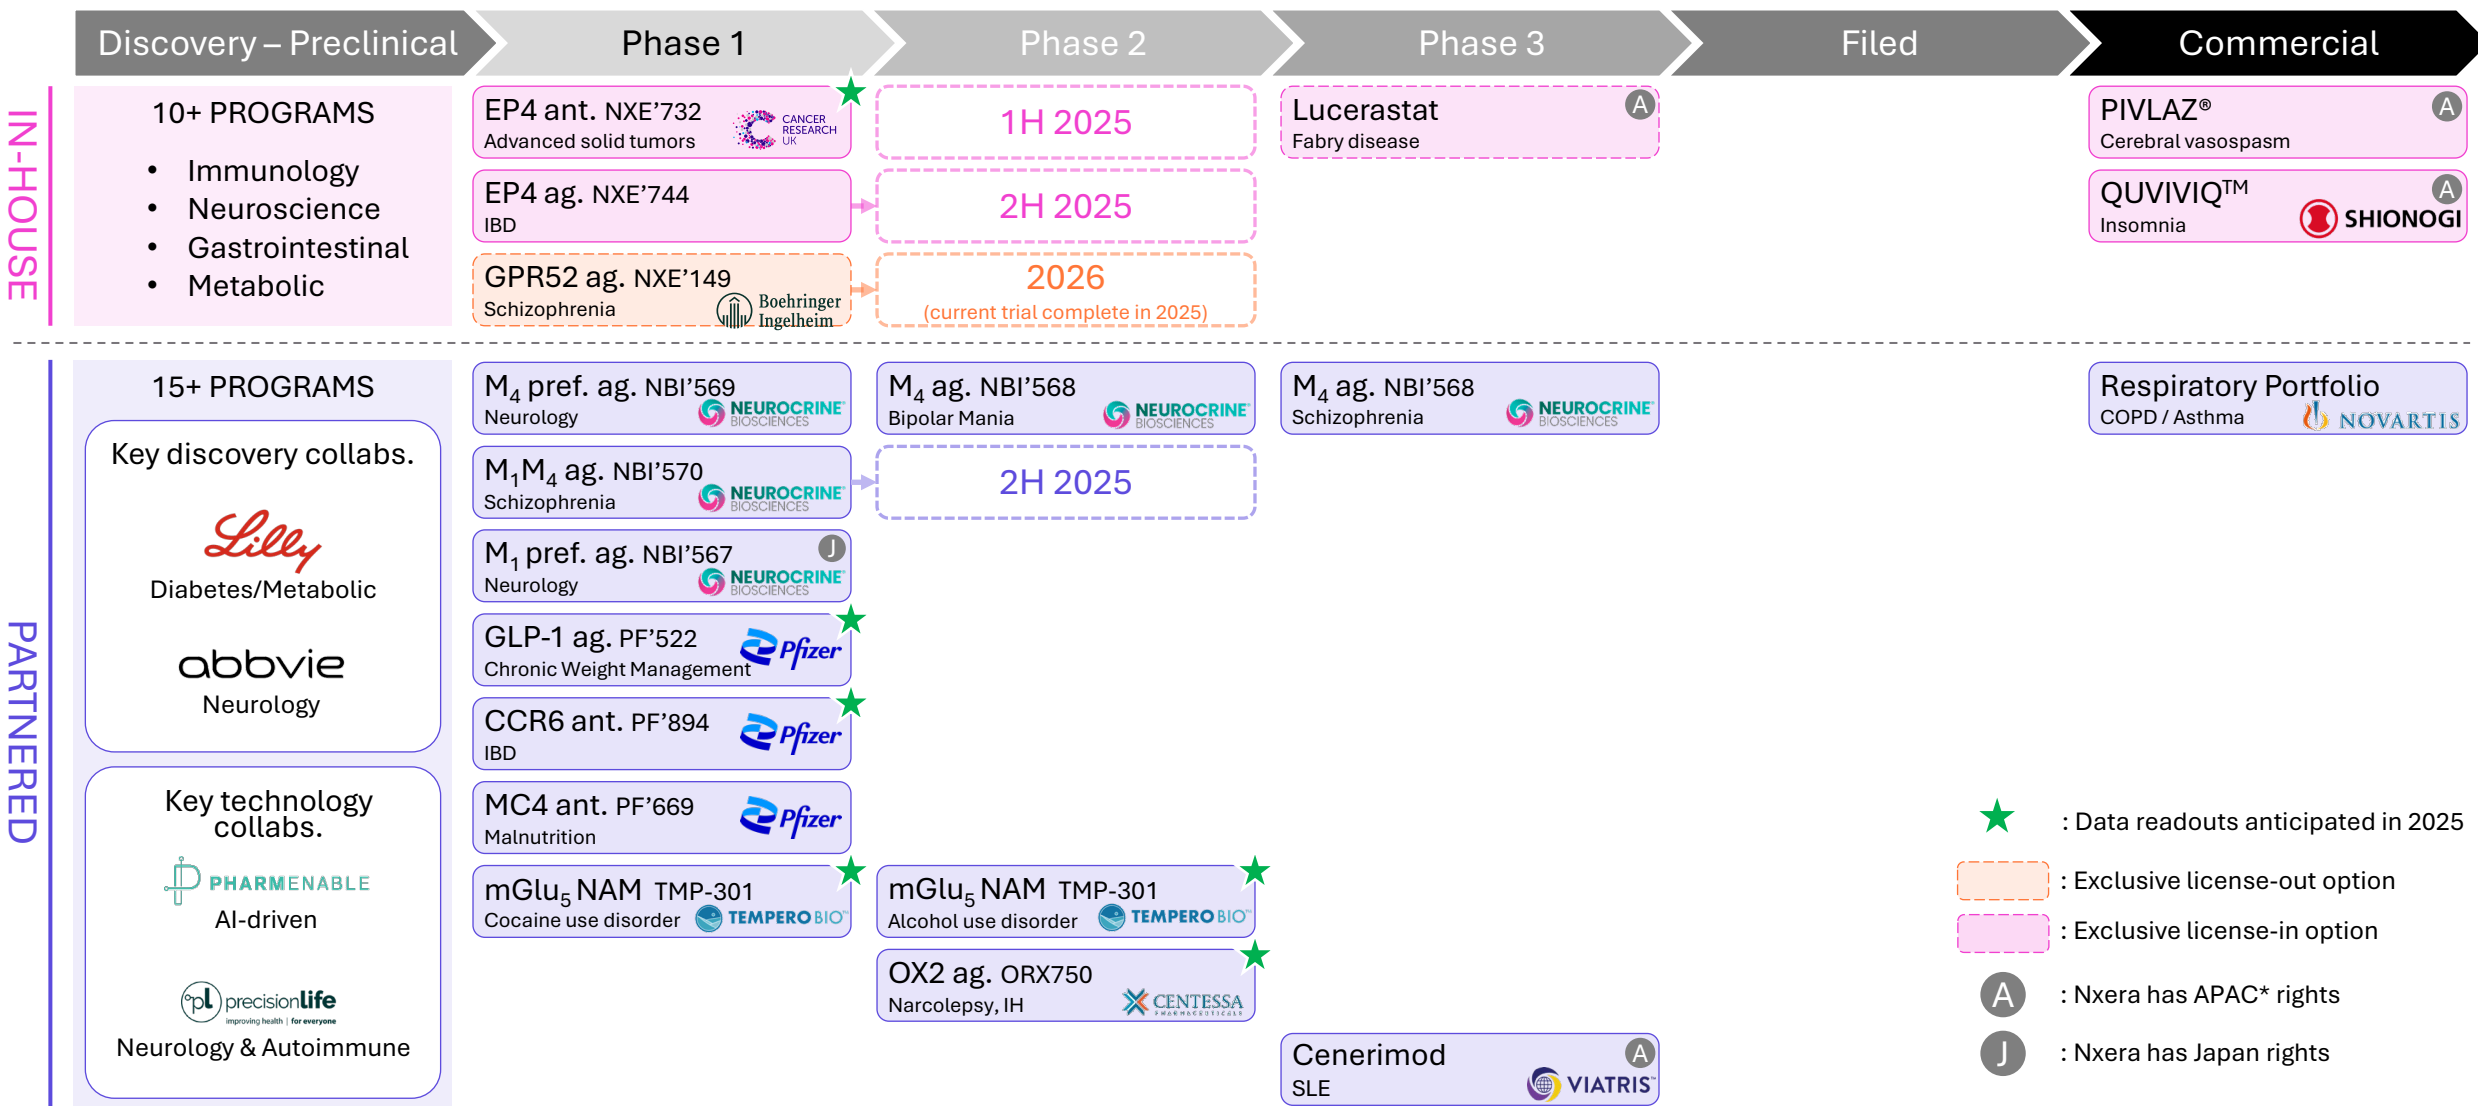 Discovery – Preclinical
Phase 1
Phase 2
Phase 3
Filed
Commercial
IN-HOUSE
10+ PROGRAMS
• Immunology
• Neuroscience
• Gastrointestinal
• Metabolic
EP4 ant. NXE’732
Advanced solid tumors
CANCER
RESEARCH
UK
1H 2025
Lucerastat
Fabry disease
A
PIVLAZ®
Cerebral vasospasm
A
EP4 ag. NXE’744
IBD
2H 2025
QUVIVIQ™
Insomnia
A
SHIONOGI
GPR52 ag. NXE’149
Schizophrenia
Boehringer
Ingelheim
2026
(current trial complete in 2025)
PARTNERED
15+ PROGRAMS
Key discovery collabs.
Lilly
Diabetes/Metabolic
abbvie
Neurology
Key technology
collabs.
PHARMENABLE
AI-driven
pl precisionlife
improving health | for everyone
Neurology & Autoimmune
M4 pref. ag. NBI’569
Neurology
NEUROCRINE
BIOSCIENCES
M4 ag. NBI’568
Bipolar Mania
NEUROCRINE
BIOSCIENCES
M4 ag. NBI’568
Schizophrenia
NEUROCRINE
BIOSCIENCES
Respiratory Portfolio
COPD / Asthma
NOVARTIS
M1M4 ag. NBI’570
Schizophrenia
NEUROCRINE
BIOSCIENCES
2H 2025
M1 pref. ag. NBI’567
Neurology
J
NEUROCRINE
BIOSCIENCES
GLP-1 ag. PF’522
Chronic Weight Management
Pfizer
CCR6 ant. PF’894
IBD
Pfizer
MC4 ant. PF’669
Malnutrition
Pfizer
mGlu5 NAM TMP-301
Cocaine use disorder
TEMPERO BIO™
mGlu5 NAM TMP-301
Alcohol use disorder
TEMPERO BIO™
OX2 ag. ORX750
Narcolepsy, IH
CENTESSA
PHARMACEUTICALS
Cenerimod
SLE
A
VIATRIS™
: Data readouts anticipated in 2025
: Exclusive license-out option
: Exclusive license-in option
A : Nxera has APAC* rights
J : Nxera has Japan rights